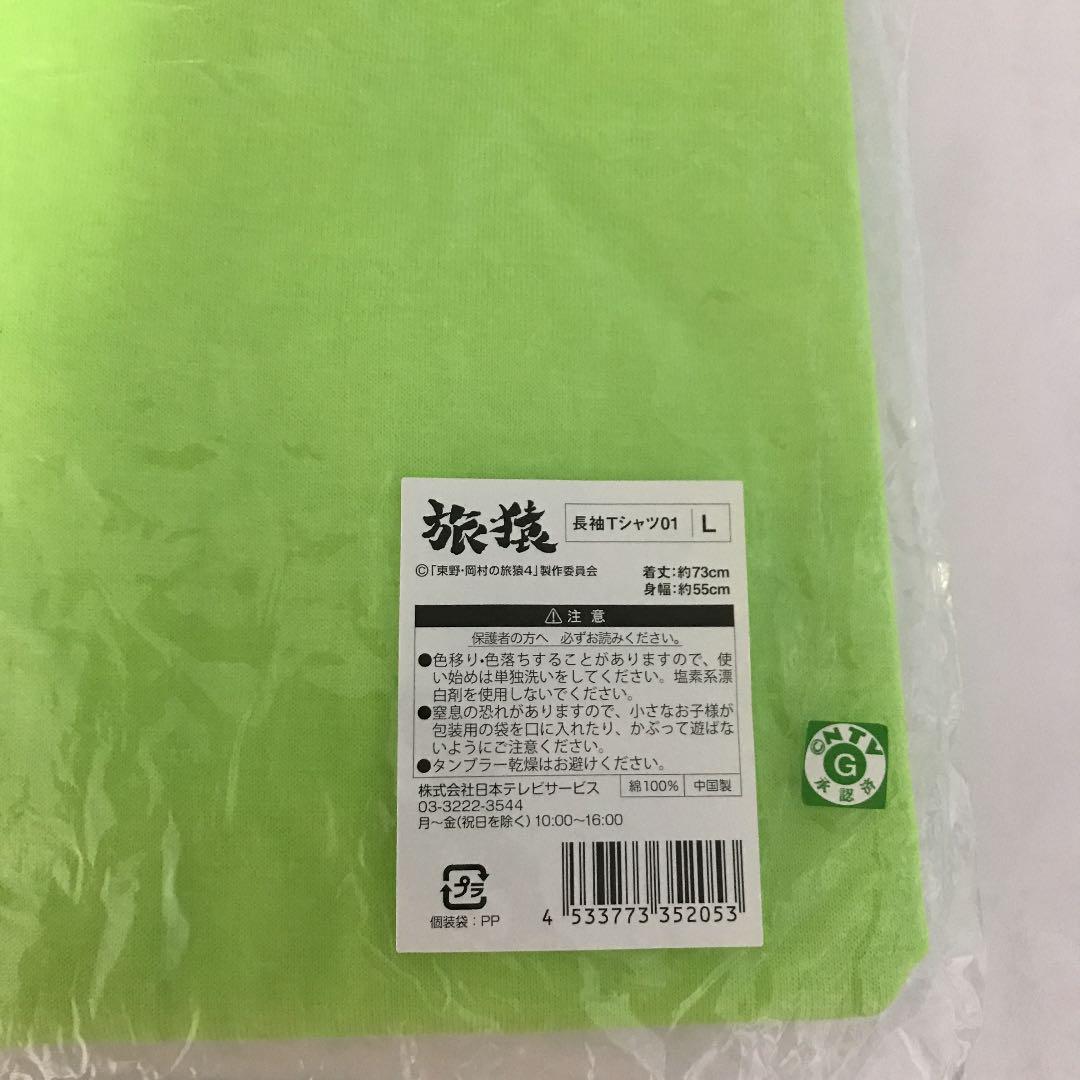 旅猿
長袖Tシャツ01 L
©「東野・岡村の旅猿4」製作委員会
着丈：約73cm
身幅：約55cm
⚠注意
保護者の方へ 必ずお読みください。
●色移り・色落ちすることがありますので、使
い始めは単独洗いをしてください。塩素系漂
白剤を使用しないでください。
●窒息の恐れがありますので、小さなお子様が
包装用の袋を口に入れたり、かぶって遊ばな
いようにご注意ください。
●タンブラー乾燥はお避けください。
株式会社日本テレビサービス 綿100% 中国製
03-3222-3544
月～金(祝日を除く) 10:00～16:00
プラ
個装袋：PP
4 533773 352053
©NTV
G
承認済